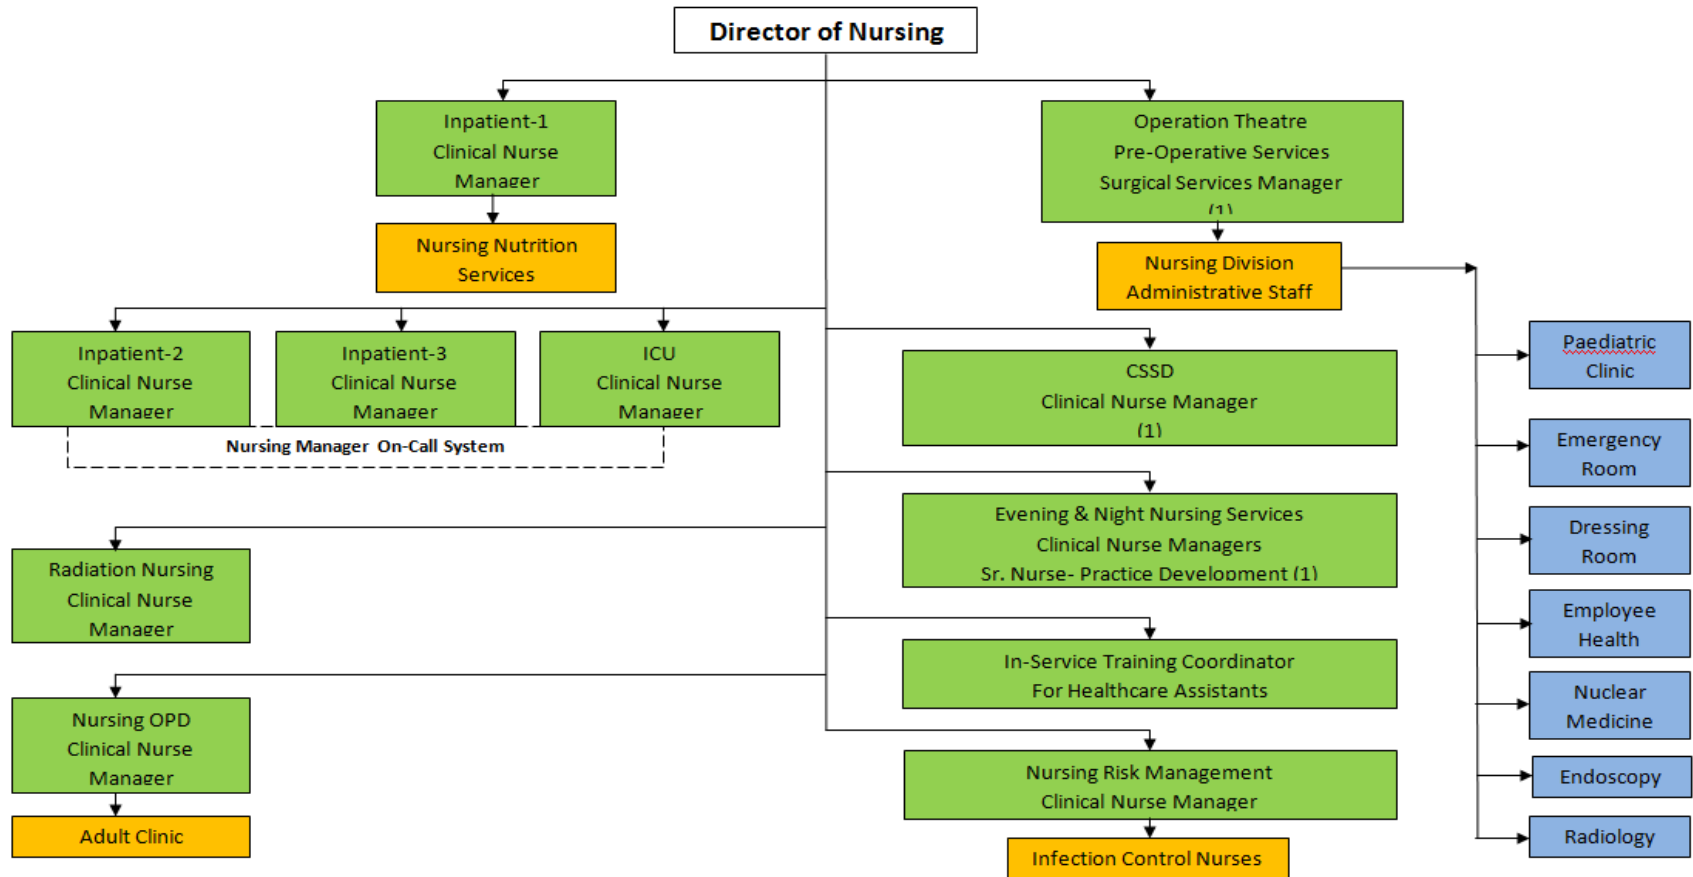 Director of Nursing
Inpatient-1
Clinical Nurse
Manager
Operation Theatre
Pre-Operative Services
Surgical Services Manager
(1)
Nursing Nutrition
Services
Nursing Division
Administrative Staff
Inpatient-2
Clinical Nurse
Manager
Inpatient-3
Clinical Nurse
Manager
ICU
Clinical Nurse
Manager
Nursing Manager On-Call System
CSSD
Clinical Nurse Manager
(1)
Evening & Night Nursing Services
Clinical Nurse Managers
Sr. Nurse- Practice Development (1)
Radiation Nursing
Clinical Nurse
Manager
In-Service Training Coordinator
For Healthcare Assistants
Nursing OPD
Clinical Nurse
Manager
Adult Clinic
Nursing Risk Management
Clinical Nurse Manager
Infection Control Nurses
Paediatric
Clinic
Emergency
Room
Dressing
Room
Employee
Health
Nuclear
Medicine
Endoscopy
Radiology